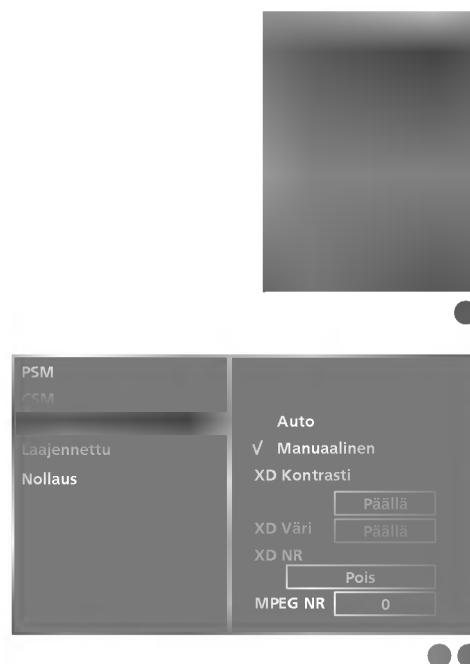 PSM
CSM
Laajennettu
Nollaus
Auto
√ Manuaalinen
XD Kontrasti
Päällä
XD Väri Päällä
XD NR
Pois
MPEG NR 0